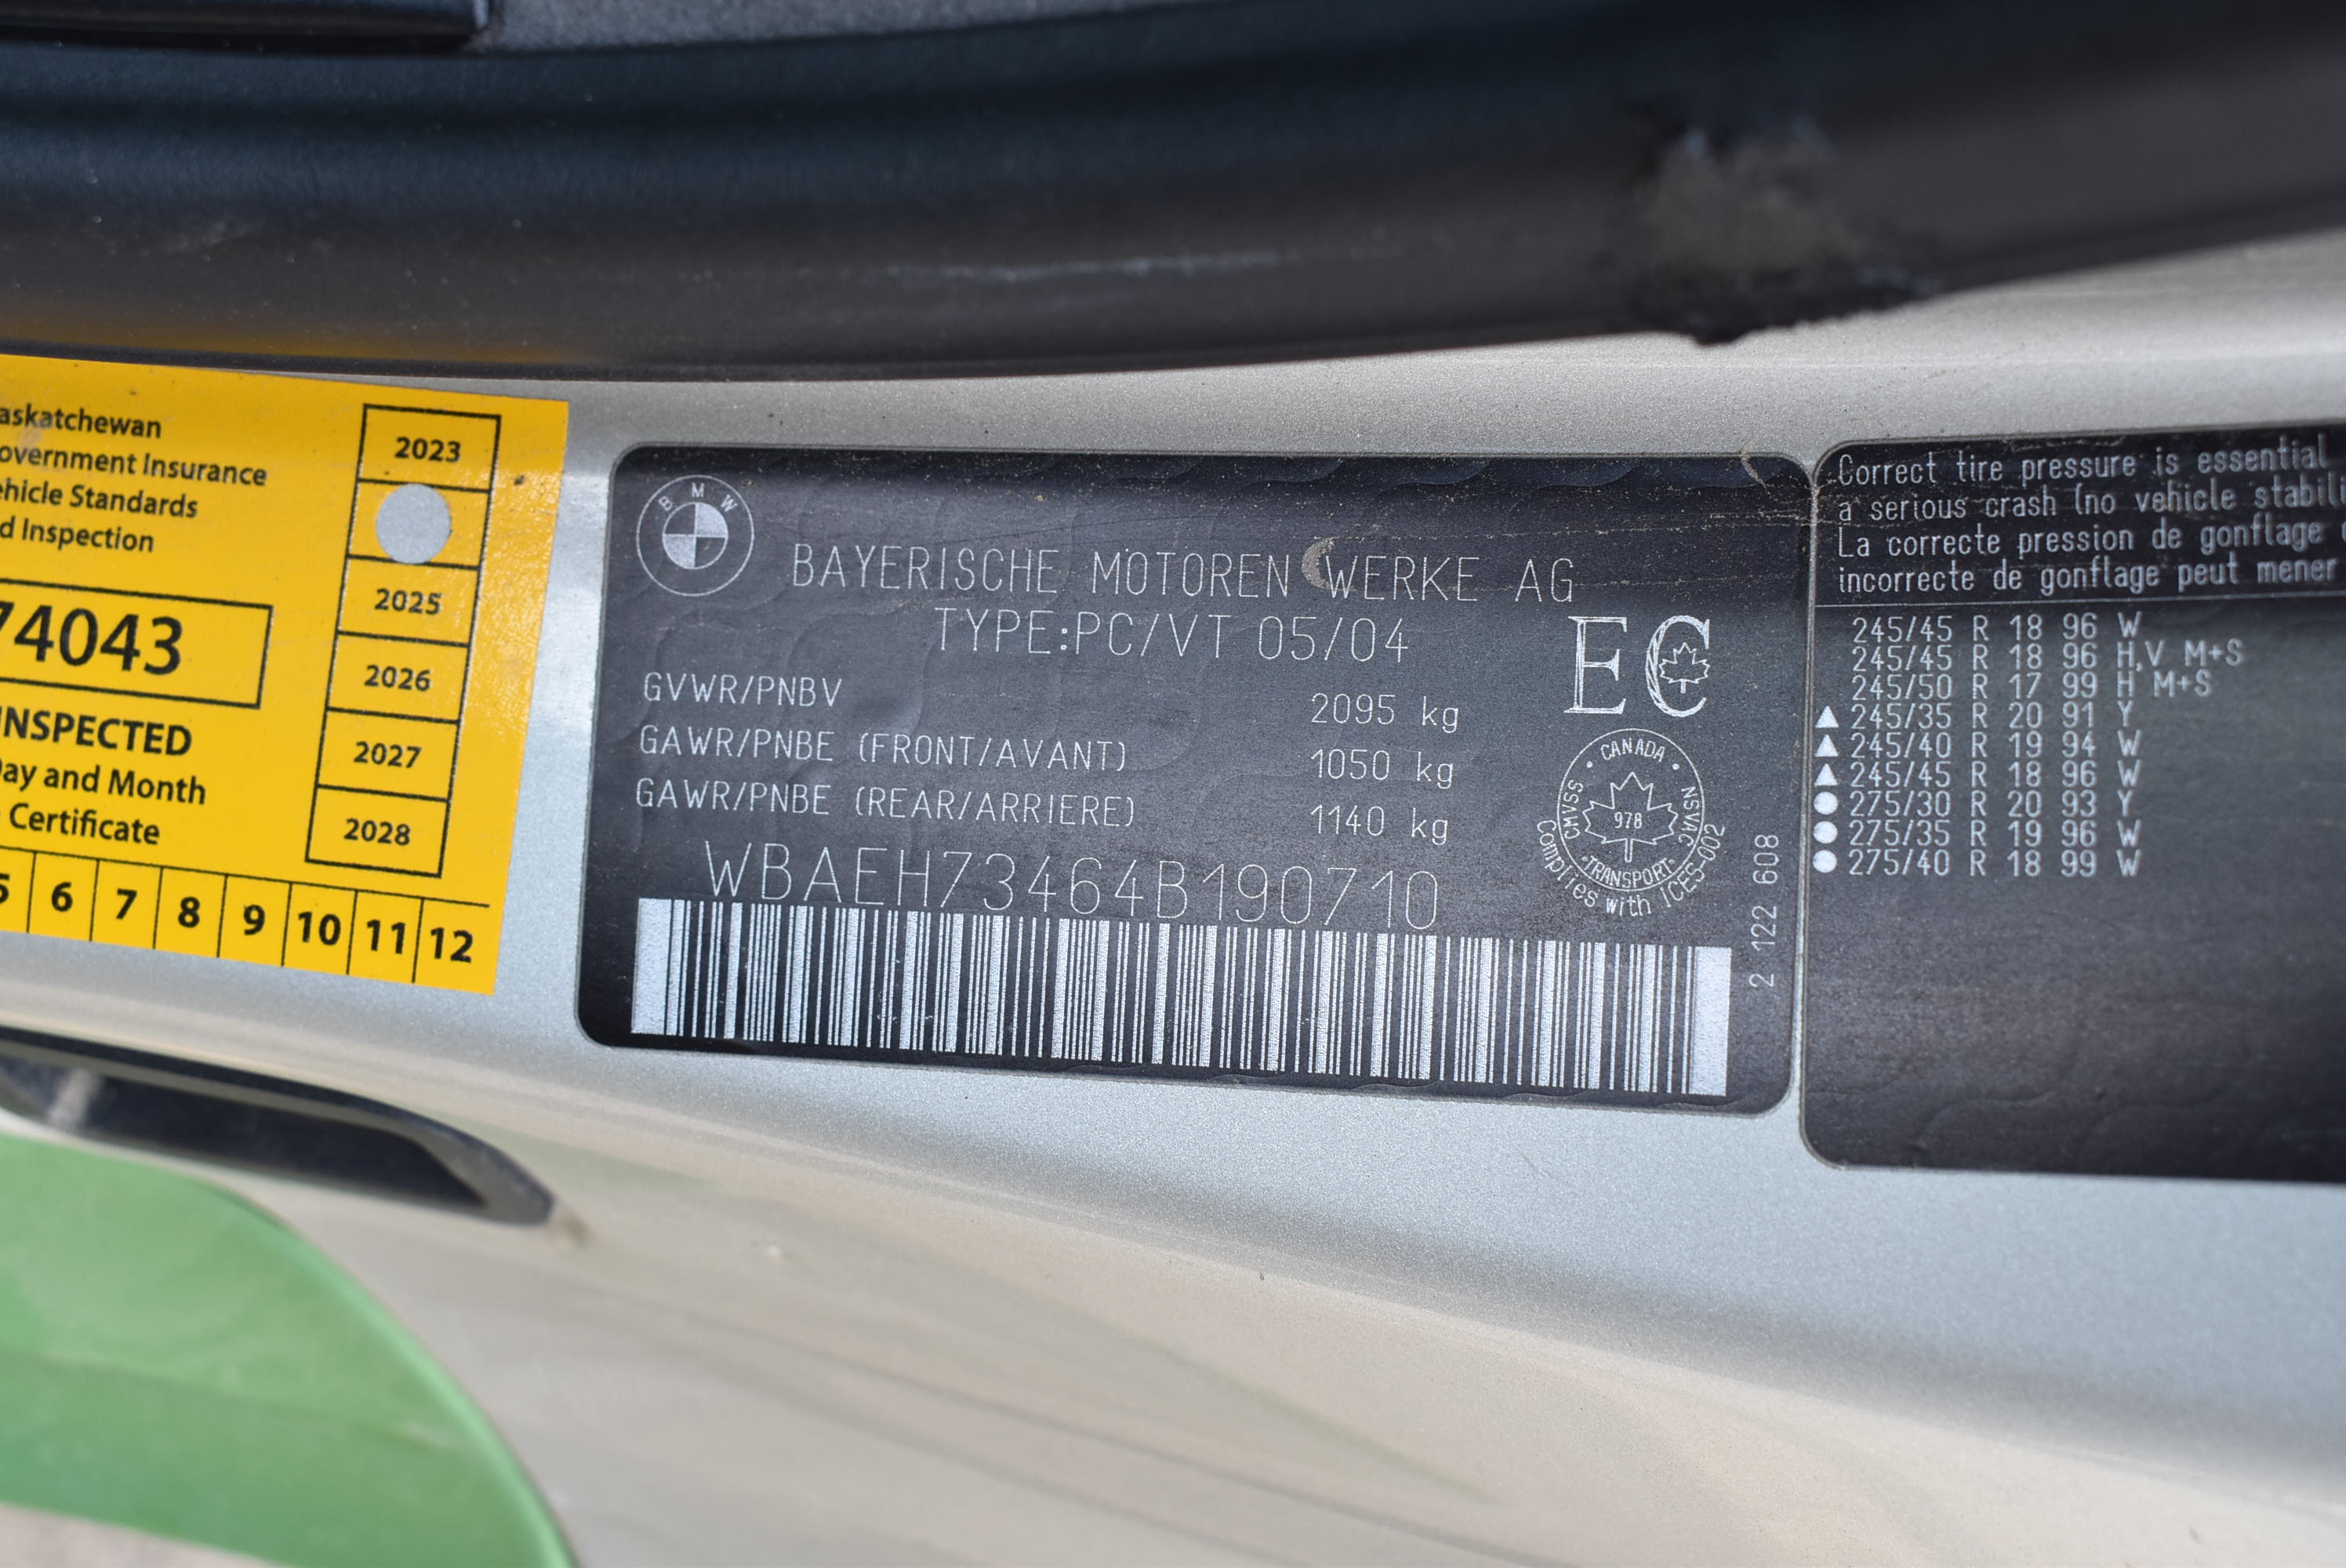 askatchewan
overnment Insurance
ehicle Standards
d Inspection
74043
INSPECTED
ay and Month
Certificate
2023
2025
2026
2027
2028
5 6 7 8 9 10 11 12
BMW
BAYERISCHE MOTOREN WERKE AG
TYPE:PC/VT 05/04
GVWR/PNBV 2095 kg
GAWR/PNBE (FRONT/AVANT) 1050 kg
GAWR/PNBE (REAR/ARRIERE) 1140 kg
WBAEH73464B190710
EC
CANADA
CMVSS NSVAC
978
TRANSPORT
Complies with ICES-002
2 122 608
Correct tire pressure is essential
a serious crash (no vehicle stabili
La correcte pression de gonflage
incorrecte de gonflage peut mener
245/45 R 18 96 W
245/45 R 18 96 H,V M+S
245/50 R 17 99 H M+S
▲ 245/35 R 20 91 Y
▲ 245/40 R 19 94 W
▲ 245/45 R 18 96 W
● 275/30 R 20 93 Y
● 275/35 R 19 96 W
● 275/40 R 18 99 W